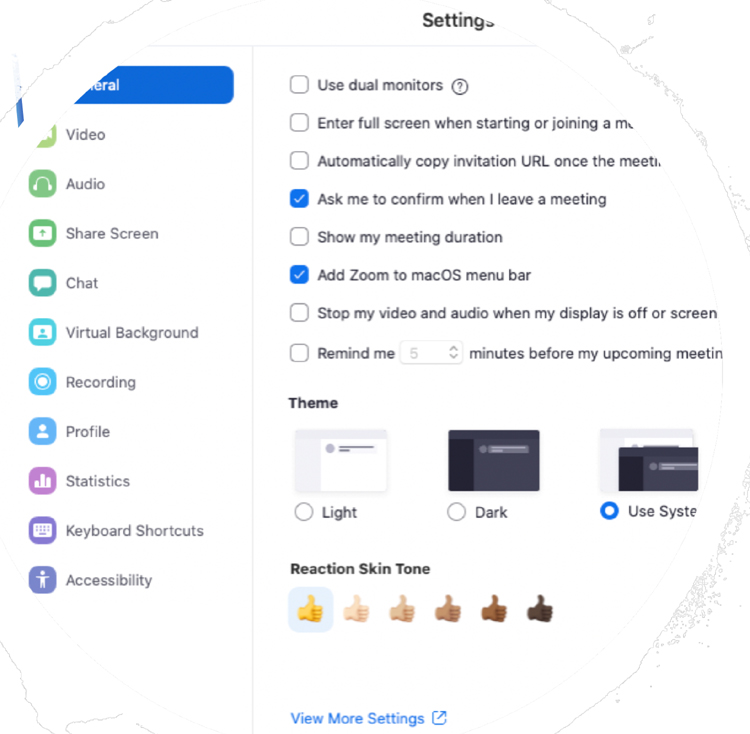 Settings
eral
Video
Audio
Share Screen
Chat
Virtual Background
Recording
Profile
Statistics
Keyboard Shortcuts
Accessibility
Use dual monitors ?
Enter full screen when starting or joining a
Automatically copy invitation URL once the
Ask me to confirm when I leave a meeting
Show my meeting duration
Add Zoom to macOS menu bar
Stop my video and audio when my display is off or screen
Remind me 5 minutes before my upcoming meetin
Theme
Light
Dark
Use Syste
Reaction Skin Tone
View More Settings